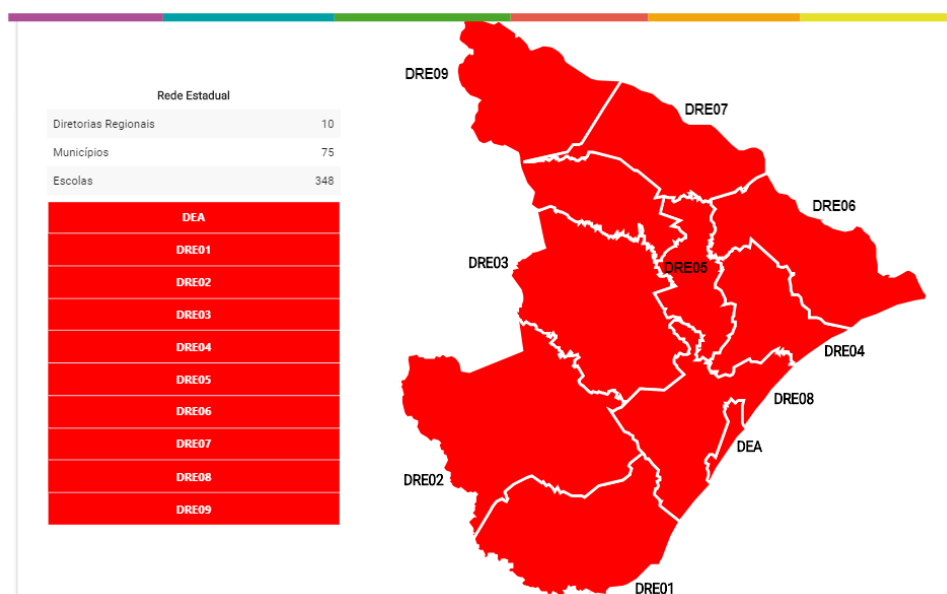 Rede Estadual
Diretorias Regionais 10
Municípios 75
Escolas 348
DEA
DRE01
DRE02
DRE03
DRE04
DRE05
DRE06
DRE07
DRE08
DRE09
DRE09
DRE07
DRE06
DRE03
DRE05
DRE04
DRE08
DEA
DRE02
DRE01